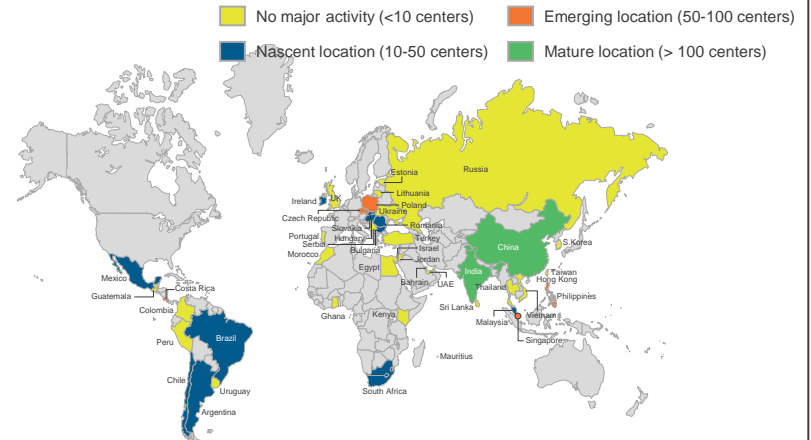 No major activity (<10 centers)
Emerging location (50-100 centers)
Nascent location (10-50 centers)
Mature location (> 100 centers)
Russia
Estonia
Lithuania
Ireland
UK
Poland
Czech Republic
Ukraine
Slovakia
Romania
Portugal
Hungary
Turkey
Serbia
Bulgaria
Israel
Morocco
Jordan
Egypt
Bahrain
UAE
China
S.Korea
India
Taiwan
Hong Kong
Thailand
Philippines
Mexico
Costa Rica
Guatemala
Colombia
Ghana
Kenya
Sri Lanka
Vietnam
Malaysia
Singapore
Peru
Brazil
Mauritius
Chile
Uruguay
South Africa
Argentina